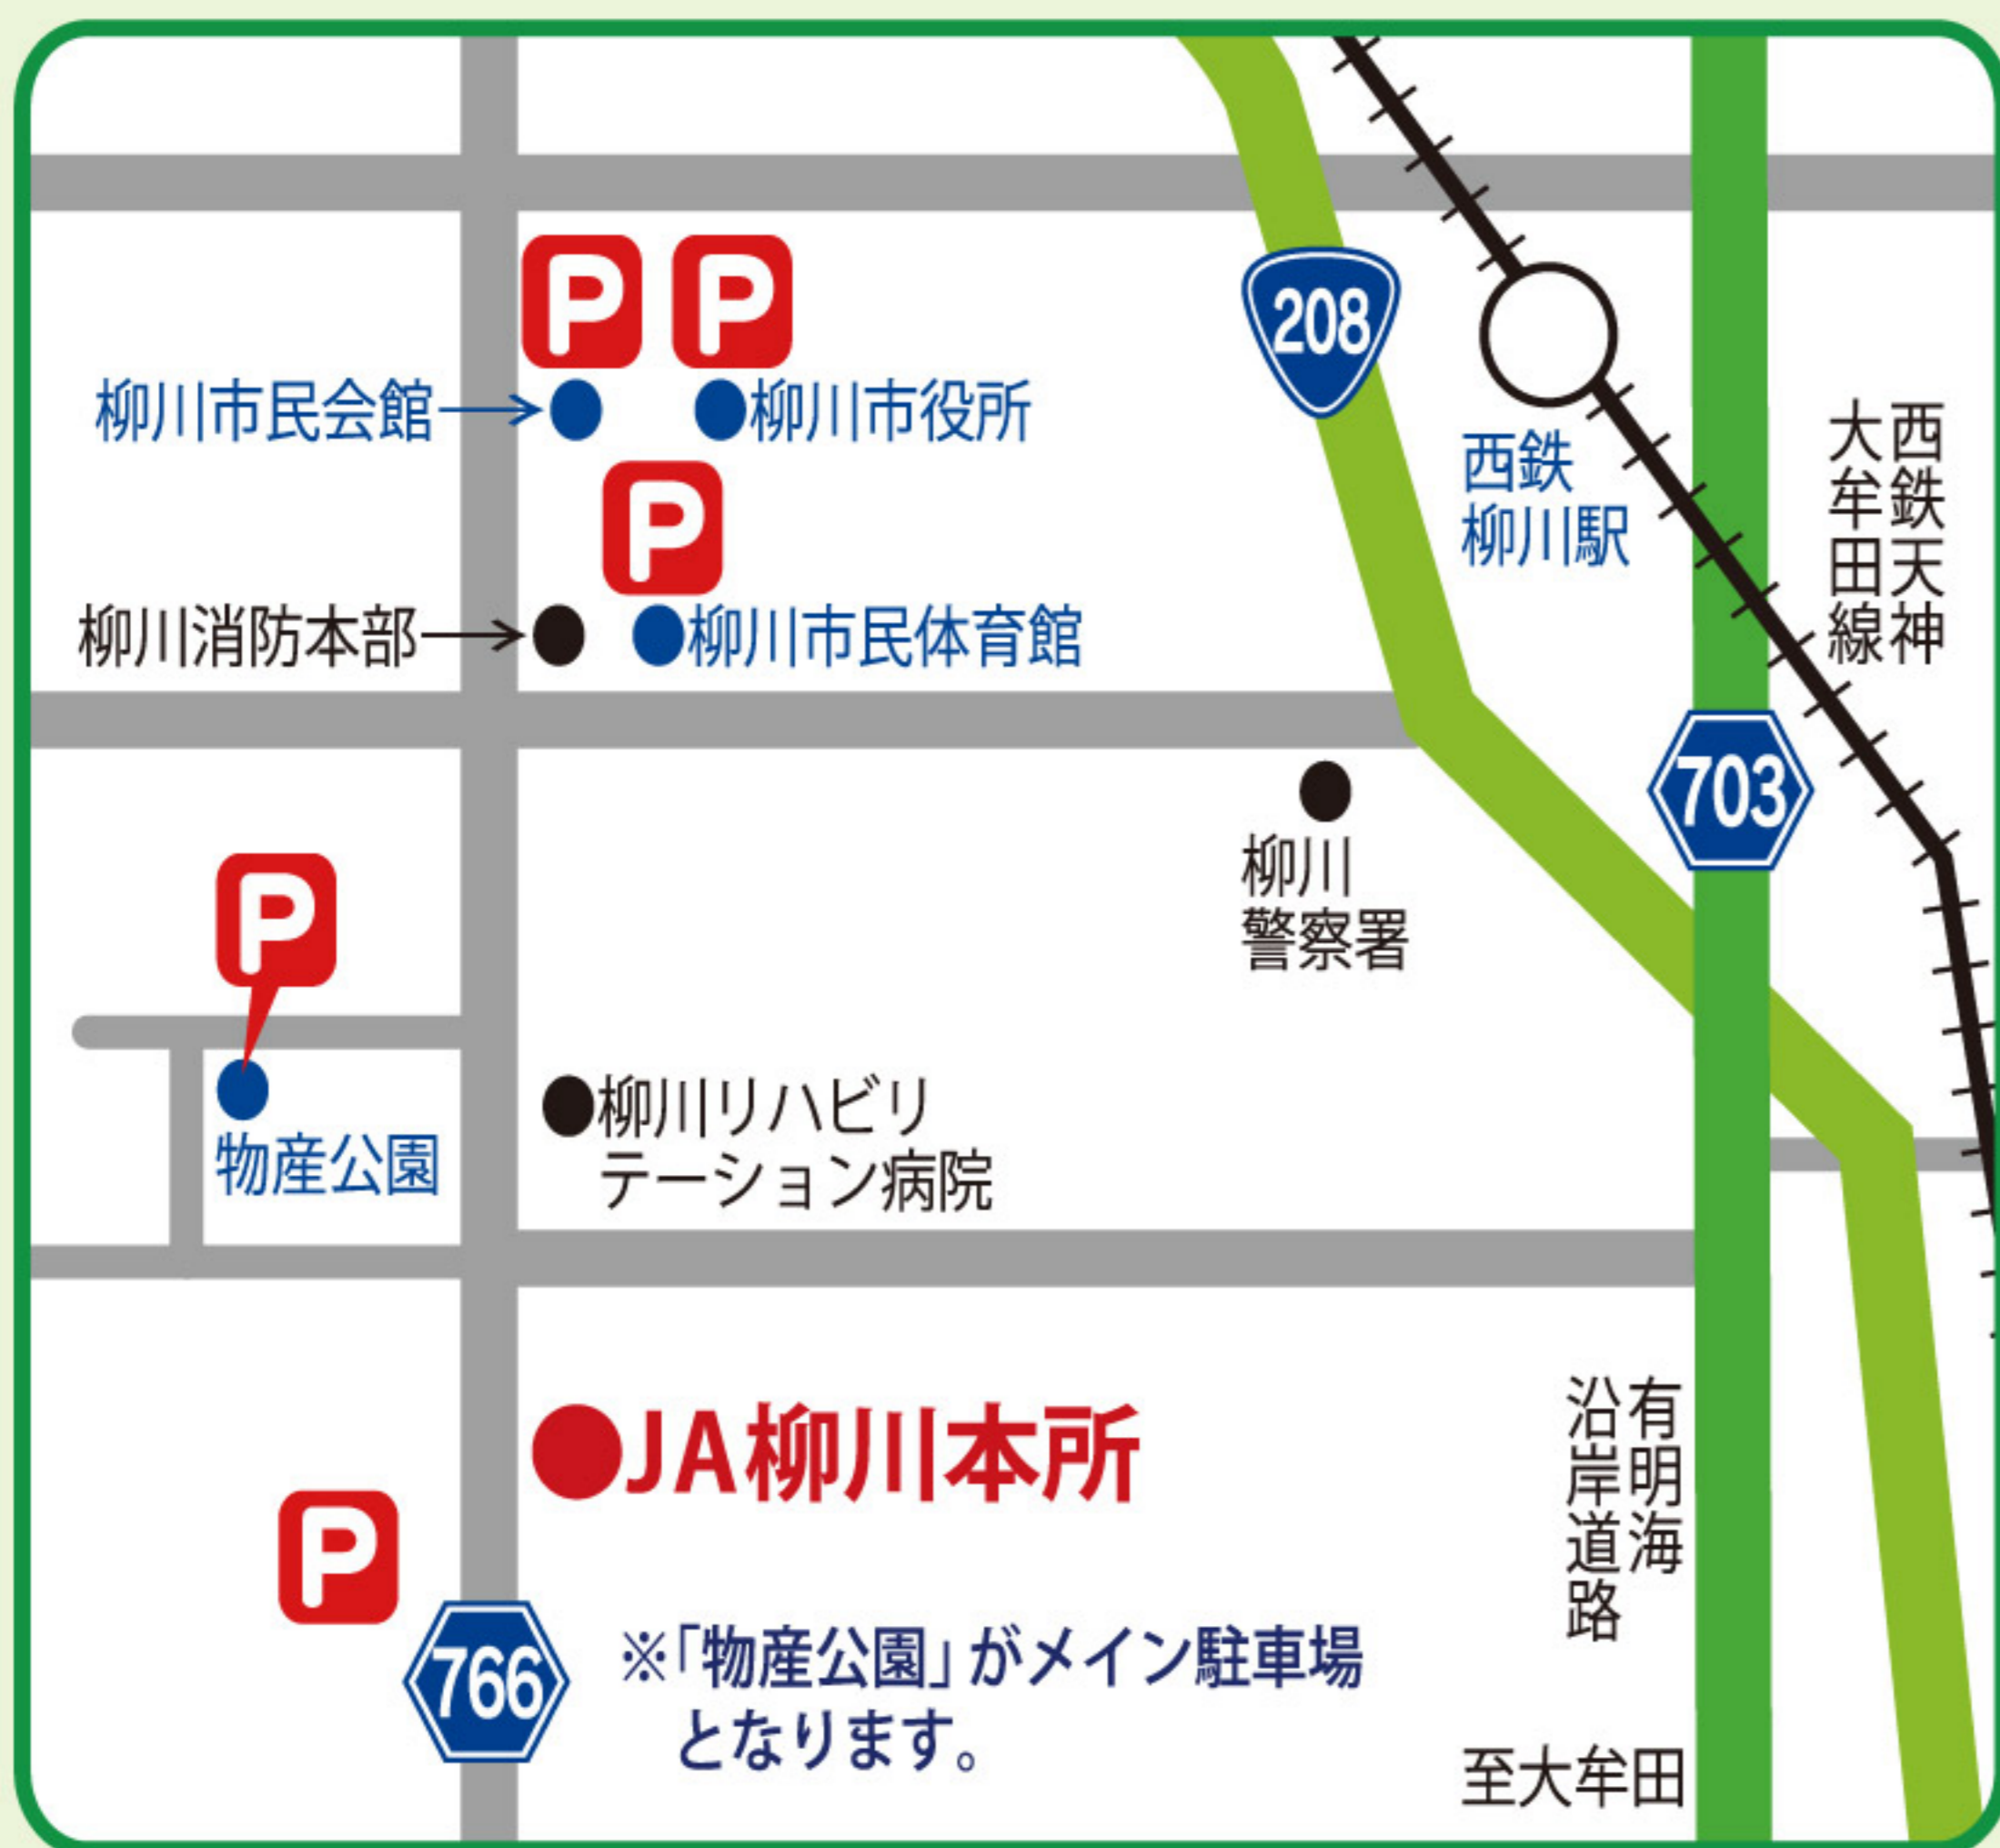 P
P
208
柳川市民会館
柳川市役所
西鉄
柳川駅
西鉄天神
大牟田線
P
柳川消防本部
柳川市民体育館
703
柳川
警察署
P
物産公園
柳川リハビリ
テーション病院
JA柳川本所
有明海
沿岸道路
P
766
※「物産公園」がメイン駐車場
となります。
至大牟田